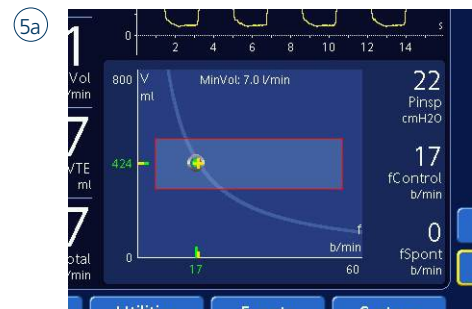 5a
0
2 4 6 8 10 12 14 s
1
Vol
/min
800 V
ml
MinVol: 7.0 l/min
22
Pinsp
cmH2O
7
VTE
ml
424
17
fControl
b/min
7
otal
/min
0
f
b/min
17
60
0
fSpont
b/min